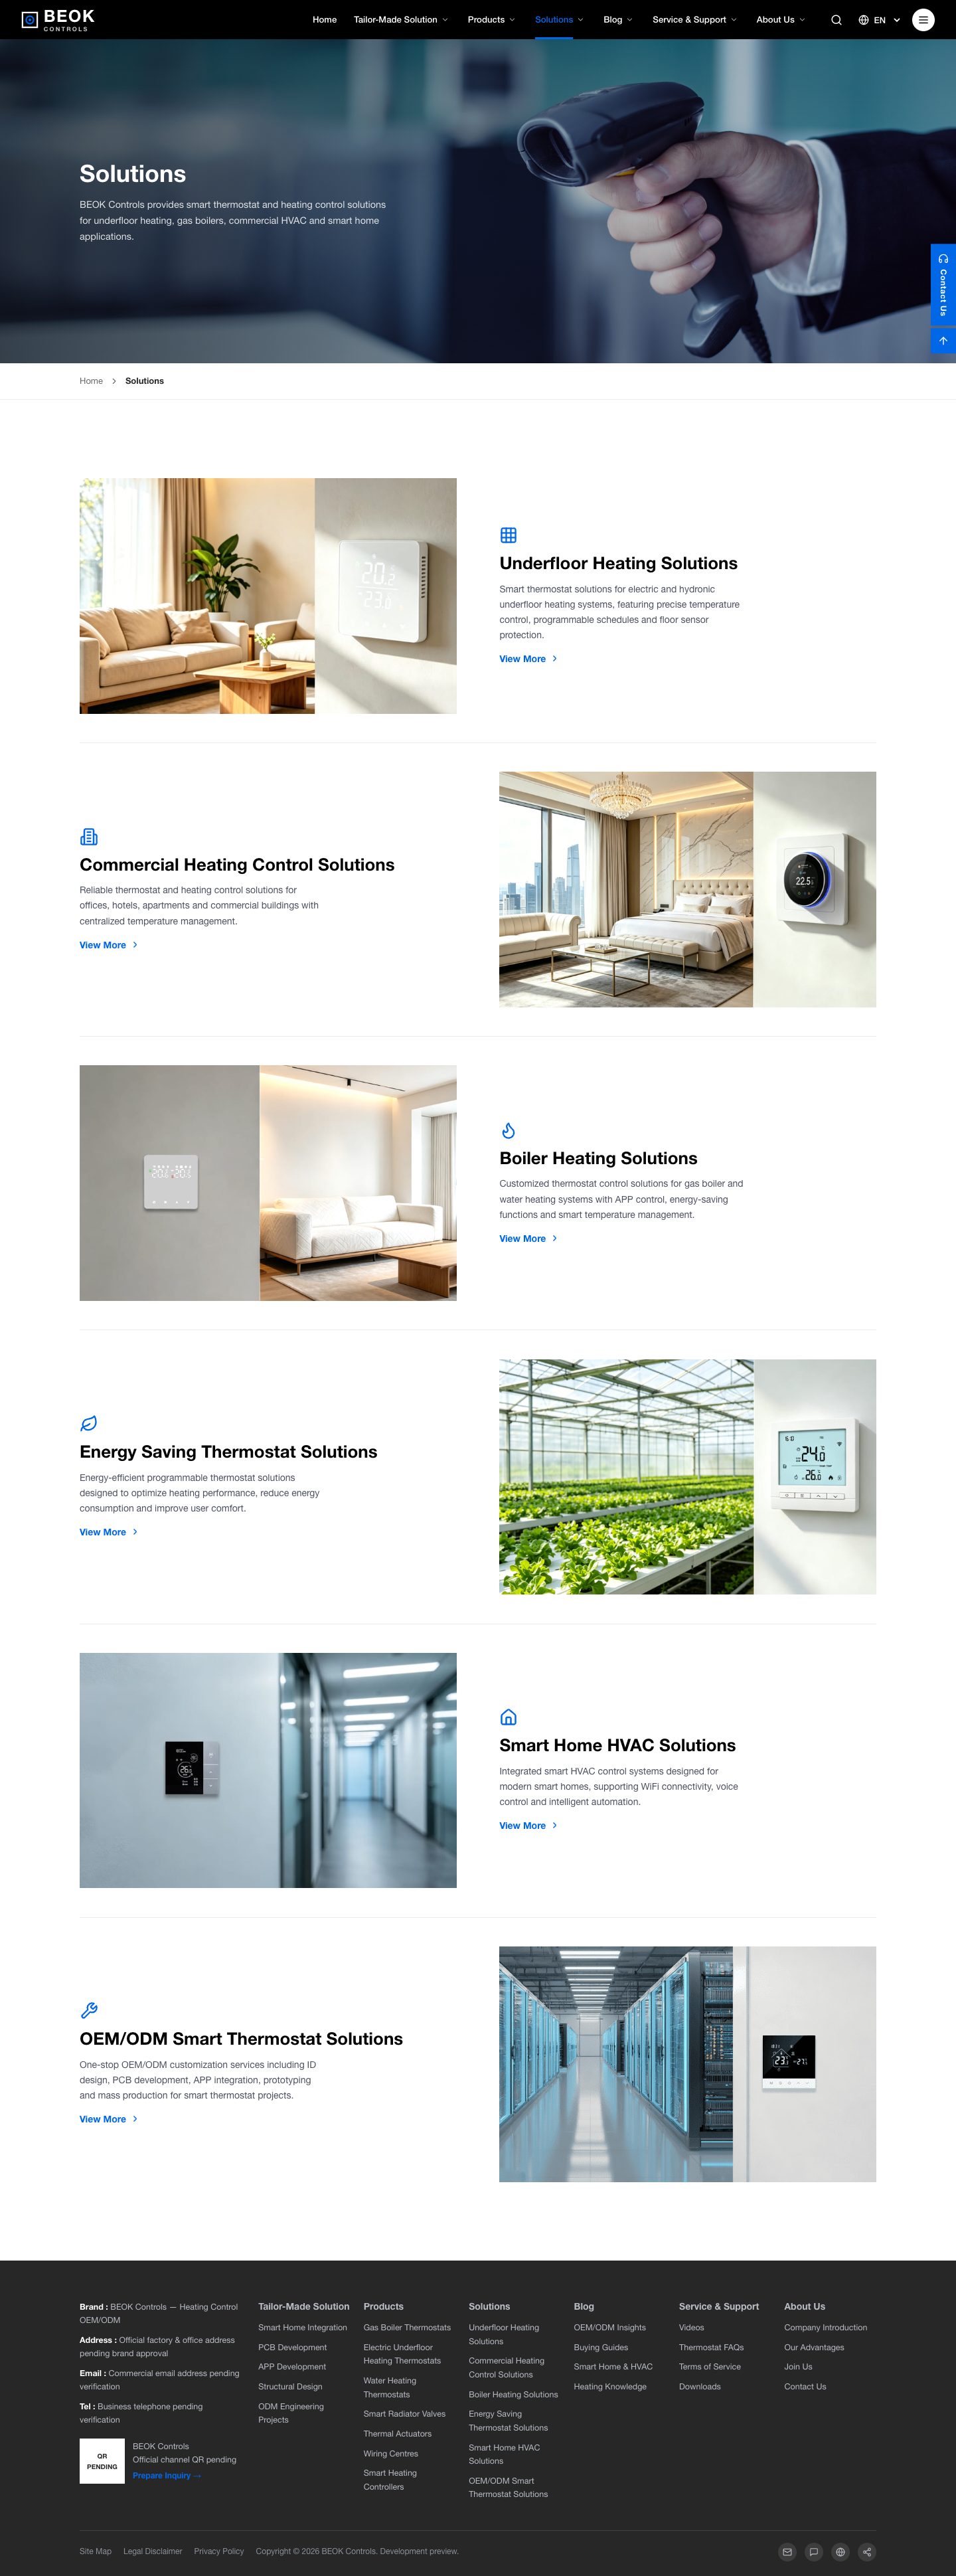 BEOK
CONTROLS
Home
Tailor-Made Solution
Products
Solutions
Blog
Service & Support
About Us
EN
Solutions
BEOK Controls provides smart thermostat and heating control solutions
for underfloor heating, gas boilers, commercial HVAC and smart home
applications.
Contact Us
Home
Solutions
20.2
23.0
Underfloor Heating Solutions
Smart thermostat solutions for electric and hydronic
underfloor heating systems, featuring precise temperature
control, programmable schedules and floor sensor
protection.
View More
Commercial Heating Control Solutions
Reliable thermostat and heating control solutions for
offices, hotels, apartments and commercial buildings with
centralized temperature management.
View More
22.5
Boiler Heating Solutions
Customized thermostat control solutions for gas boiler and
water heating systems with APP control, energy-saving
functions and smart temperature management.
View More
Energy Saving Thermostat Solutions
Energy-efficient programmable thermostat solutions
designed to optimize heating performance, reduce energy
consumption and improve user comfort.
View More
24.0
26.0
Smart Home HVAC Solutions
Integrated smart HVAC control systems designed for
modern smart homes, supporting WiFi connectivity, voice
control and intelligent automation.
View More
OEM/ODM Smart Thermostat Solutions
One-stop OEM/ODM customization services including ID
design, PCB development, APP integration, prototyping
and mass production for smart thermostat projects.
View More
Brand : BEOK Controls — Heating Control
OEM/ODM
Address : Official factory & office address
pending brand approval
Email : Commercial email address pending
verification
Tel : Business telephone pending
verification
QR
PENDING
BEOK Controls
Official channel QR pending
Prepare Inquiry →
Tailor-Made Solution
Smart Home Integration
PCB Development
APP Development
Structural Design
ODM Engineering
Projects
Products
Gas Boiler Thermostats
Electric Underfloor
Heating Thermostats
Water Heating
Thermostats
Smart Radiator Valves
Thermal Actuators
Wiring Centres
Smart Heating
Controllers
Solutions
Underfloor Heating
Solutions
Commercial Heating
Control Solutions
Boiler Heating Solutions
Energy Saving
Thermostat Solutions
Smart Home HVAC
Solutions
OEM/ODM Smart
Thermostat Solutions
Blog
OEM/ODM Insights
Buying Guides
Smart Home & HVAC
Heating Knowledge
Service & Support
Videos
Thermostat FAQs
Terms of Service
Downloads
About Us
Company Introduction
Our Advantages
Join Us
Contact Us
Site Map
Legal Disclaimer
Privacy Policy
Copyright © 2026 BEOK Controls. Development preview.